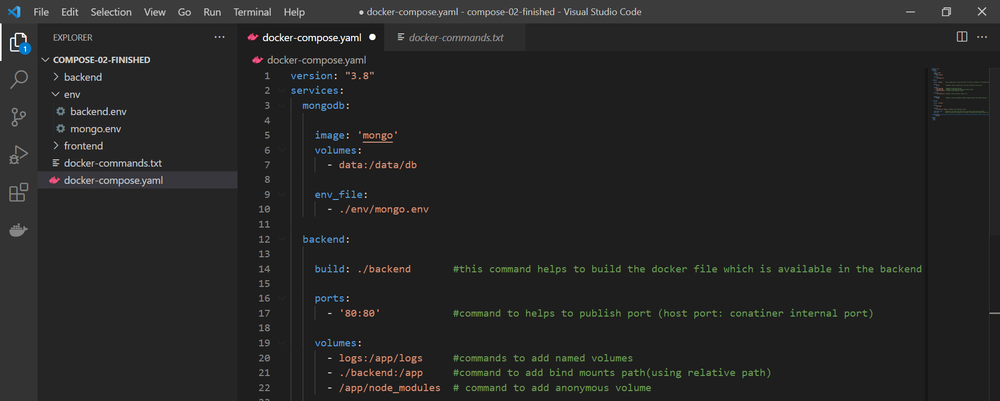 File Edit Selection View Go Run Terminal Help ● docker-compose.yaml - compose-02-finished - Visual Studio Code
EXPLORER
1
COMPOSE-02-FINISHED
backend
env
backend.env
mongo.env
frontend
docker-commands.txt
docker-compose.yaml
docker-compose.yaml docker-commands.txt
docker-compose.yaml
1 version: "3.8"
2 services:
3 mongodb:
4
5 image: 'mongo'
6 volumes:
7 - data:/data/db
8
9 env_file:
10 - ./env/mongo.env
11
12 backend:
13
14 build: ./backend #this command helps to build the docker file which is available in the backend
15
16 ports:
17 - '80:80' #command to helps to publish port (host port: conatiner internal port)
18
19 volumes:
20 - logs:/app/logs #commands to add named volumes
21 - ./backend:/app #command to add bind mounts path(using relative path)
22 - /app/node_modules # command to add anonymous volume